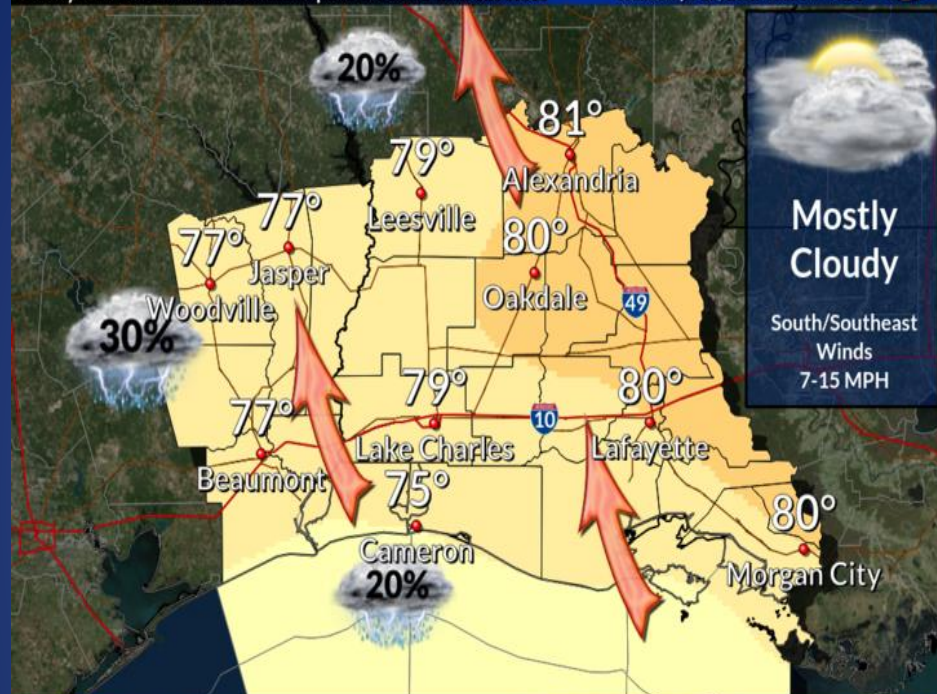 20%
81°
Alexandria
79°
Leesville
77°
Jasper
80°
Oakdale
77°
Woodville
49
30%
79°
Lake Charles
10
80°
Lafayette
77°
Beaumont
75°
Cameron
20%
80°
Morgan City
Mostly
Cloudy
South/Southeast
Winds
7-15 MPH